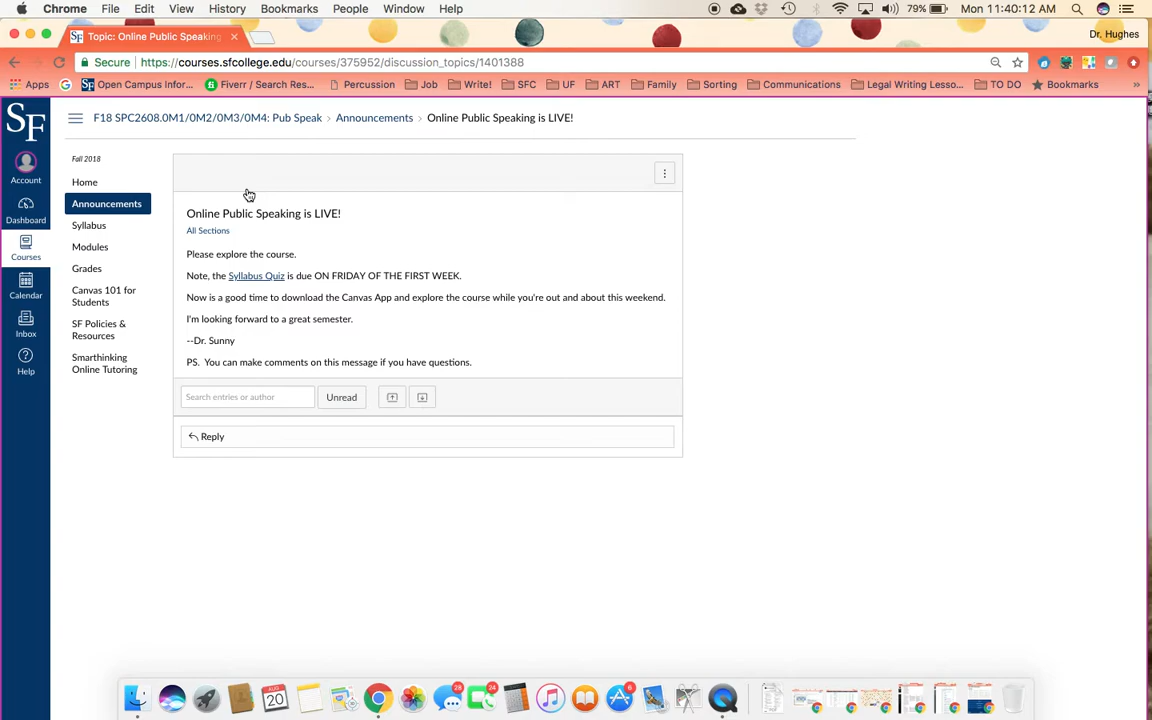 Chrome File Edit View History Bookmarks People Window Help 79% Mon 11:40:12 AM
SF Topic: Online Public Speaking Dr. Hughes
Secure https://courses.sfcollege.edu/courses/375952/discussion_topics/1401388
Apps Open Campus Infor... Fiverr / Search Res... Percussion Job Write! SFC UF ART Family Sorting Communications Legal Writing Lesso... TO DO Bookmarks »
SF
F18 SPC2608.0M1/0M2/0M3/0M4: Pub Speak › Announcements › Online Public Speaking is LIVE!
Account
Dashboard
Courses
Calendar
Inbox
Help
Fall 2018
Home
Announcements
Syllabus
Modules
Grades
Canvas 101 for
Students
SF Policies &
Resources
Smarthinking
Online Tutoring
Online Public Speaking is LIVE!
All Sections
Please explore the course.
Note, the Syllabus Quiz is due ON FRIDAY OF THE FIRST WEEK.
Now is a good time to download the Canvas App and explore the course while you're out and about this weekend.
I'm looking forward to a great semester.
--Dr. Sunny
PS. You can make comments on this message if you have questions.
Search entries or author Unread
Reply
AUG
20
28
24
6